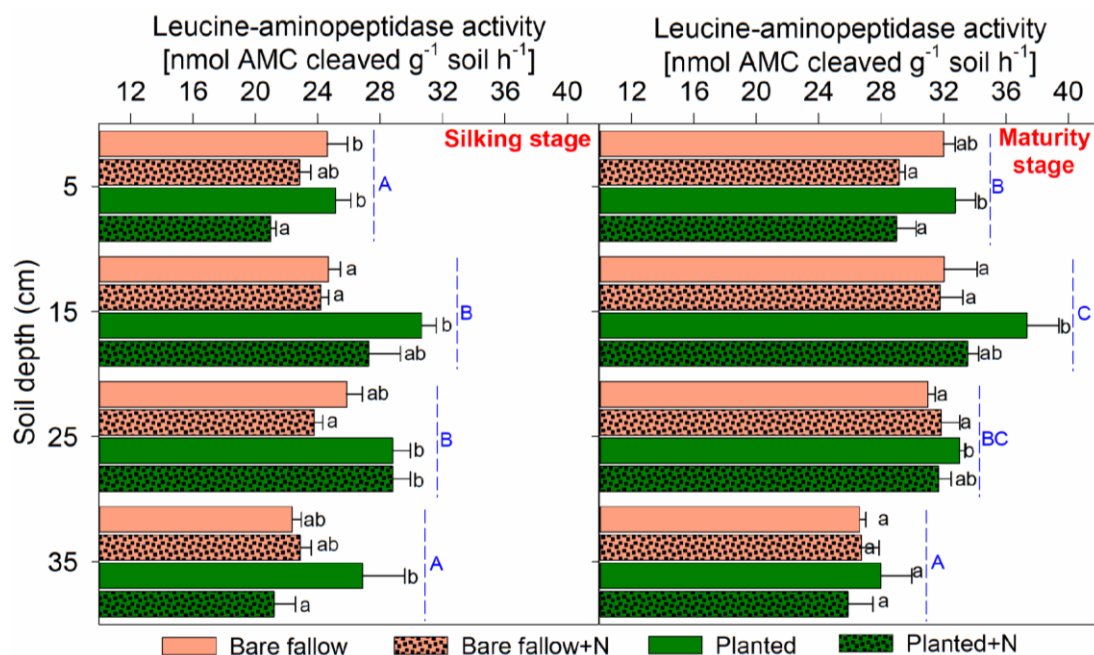 Leucine-aminopeptidase activity
[nmol AMC cleaved g⁻¹ soil h⁻¹]
12 16 20 24 28 32 36 40
Leucine-aminopeptidase activity
[nmol AMC cleaved g⁻¹ soil h⁻¹]
12 16 20 24 28 32 36 40
Soil depth (cm)
5
15
25
35
Silking stage
b
ab
b
a
A
a
a
b
ab
B
ab
a
b
b
B
ab
ab
b
a
A
Maturity
stage
ab
a
b
a
B
a
a
b
ab
C
a
a
b
ab
BC
a
a
a
a
A
Bare fallow
Bare fallow+N
Planted
Planted+N